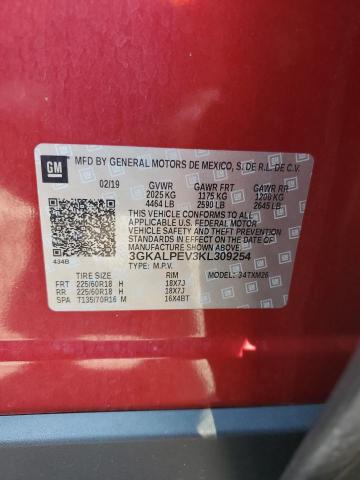 GM
MFD BY GENERAL MOTORS DE MEXICO, S. DE R.L. DE C.V.
02/19 GVWR GAWR FRT GAWR RR
2025 KG 1175 KG 1200 KG
4464 LB 2590 LB 2645 LB
THIS VEHICLE CONFORMS TO ALL
APPLICABLE U.S. FEDERAL MOTOR
VEHICLE SAFETY AND THEFT
PREVENTION STANDARDS IN
EFFECT ON THE DATE OF
MANUFACTURE SHOWN ABOVE.
3GKALPEV3KL309254
434B TYPE: M.P.V.
TIRE SIZE RIM MODEL: 34TXM26
FRT 225/60R18 H 18X7J
RR 225/60R18 H 18X7J
SPA T135/70R16 M 16X4BT